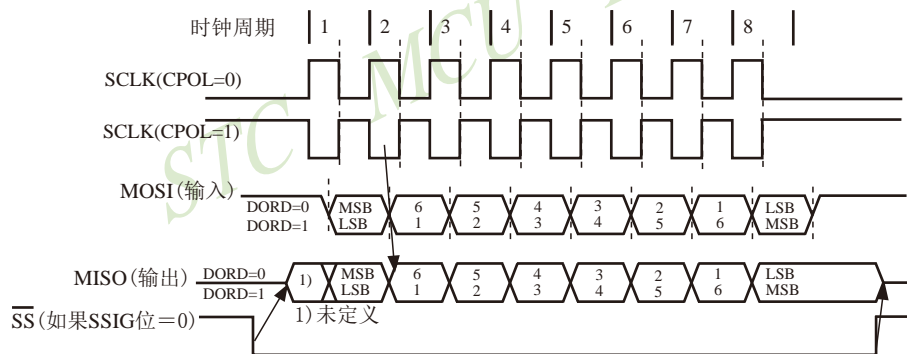 时钟周期 1 2 3 4 5 6 7 8
SCLK(CPOL=0)
SCLK(CPOL=1)
MOSI(输入)
DORD=0 MSB 6 5 4 3 2 1 LSB
DORD=1 LSB 1 2 3 4 5 6 MSB
MISO(输出)
DORD=0 1) MSB 6 5 4 3 2 1 LSB
DORD=1 LSB 1 2 3 4 5 6 MSB
1)未定义
SS(如果SSIG位=0)
STC MCU